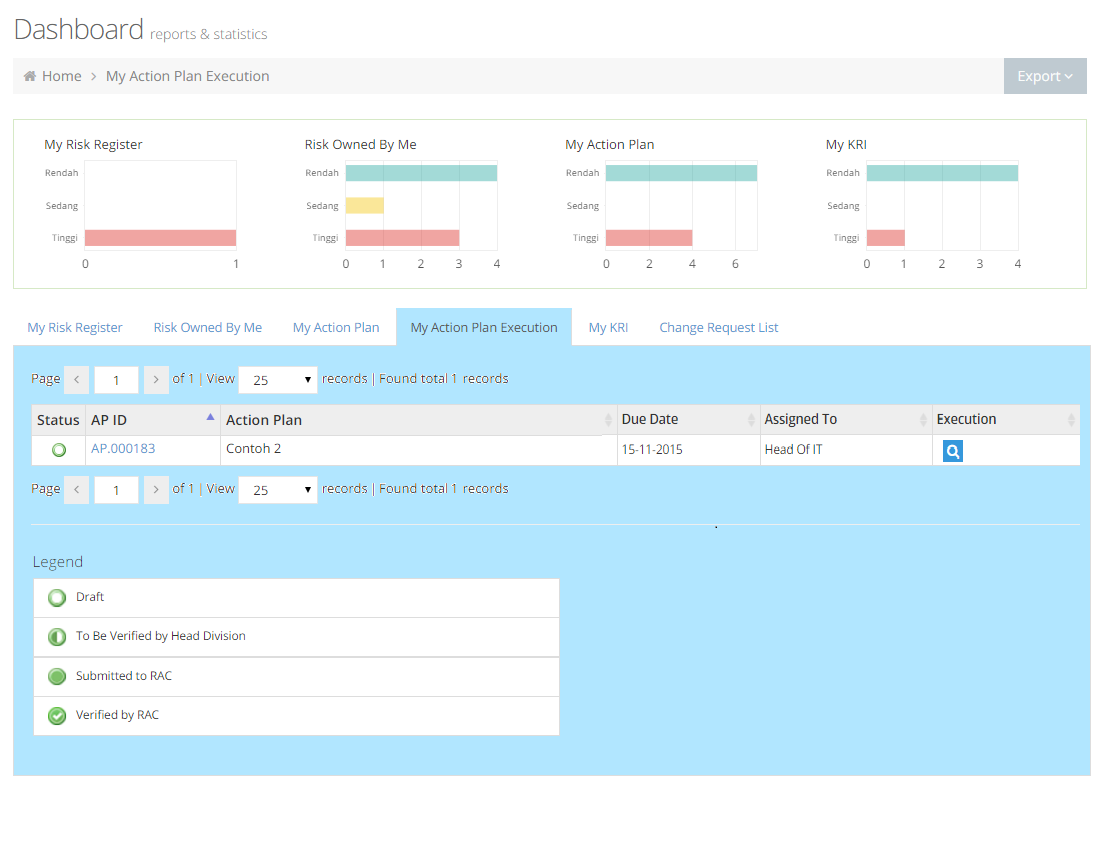 Dashboard reports & statistics
Home > My Action Plan Execution
Export
My Risk Register
Rendah
Sedang
Tinggi
0 1
Risk Owned By Me
Rendah
Sedang
Tinggi
0 1 2 3 4
My Action Plan
Rendah
Sedang
Tinggi
0 2 4 6
My KRI
Rendah
Sedang
Tinggi
0 1 2 3 4
My Risk Register Risk Owned By Me My Action Plan My Action Plan Execution My KRI Change Request List
Page < 1 > of 1 | View 25 records | Found total 1 records
Status AP ID Action Plan Due Date Assigned To Execution
AP.000183 Contoh 2 15-11-2015 Head Of IT
Page < 1 > of 1 | View 25 records | Found total 1 records
Legend
Draft
To Be Verified by Head Division
Submitted to RAC
Verified by RAC